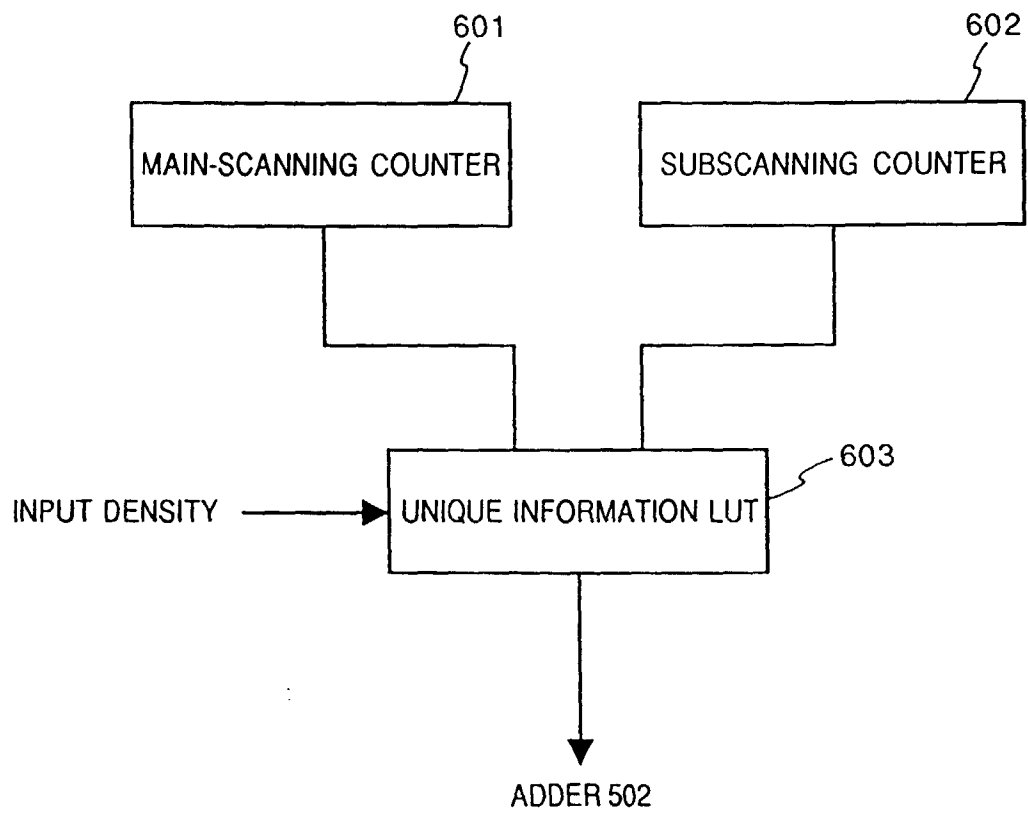 601
602
MAIN-SCANNING COUNTER
SUBSCANNING COUNTER
603
INPUT DENSITY
UNIQUE INFORMATION LUT
ADDER 502